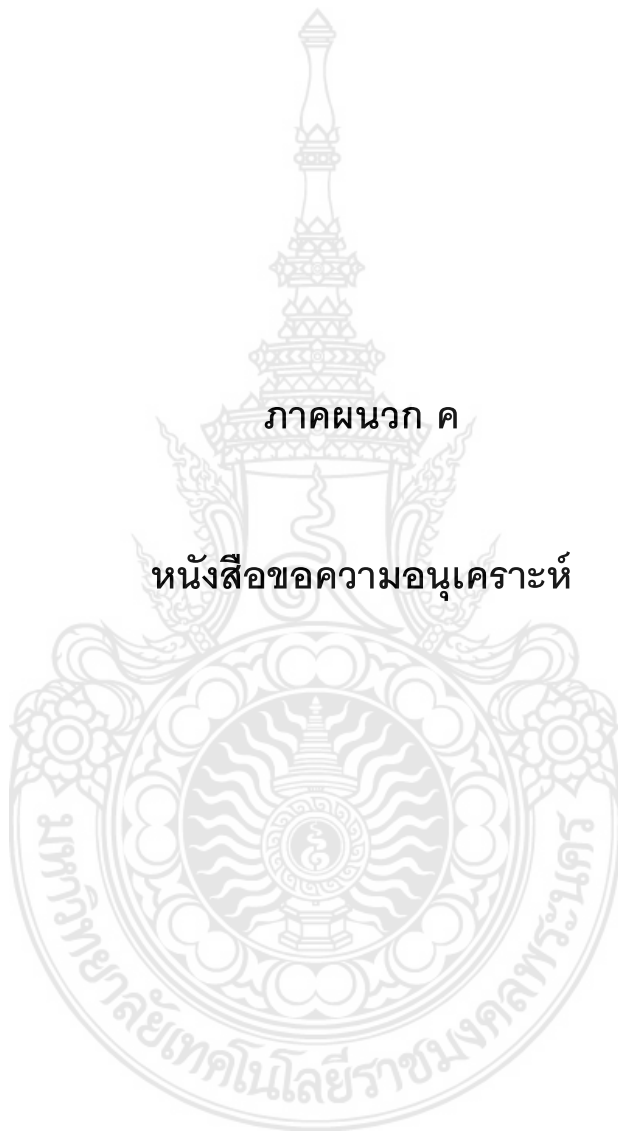 ภาคผนวก ค
หนังสือขอความอนุเคราะห์
มหาวิทยาลัยเทคโนโลยีราชมงคลพระนคร